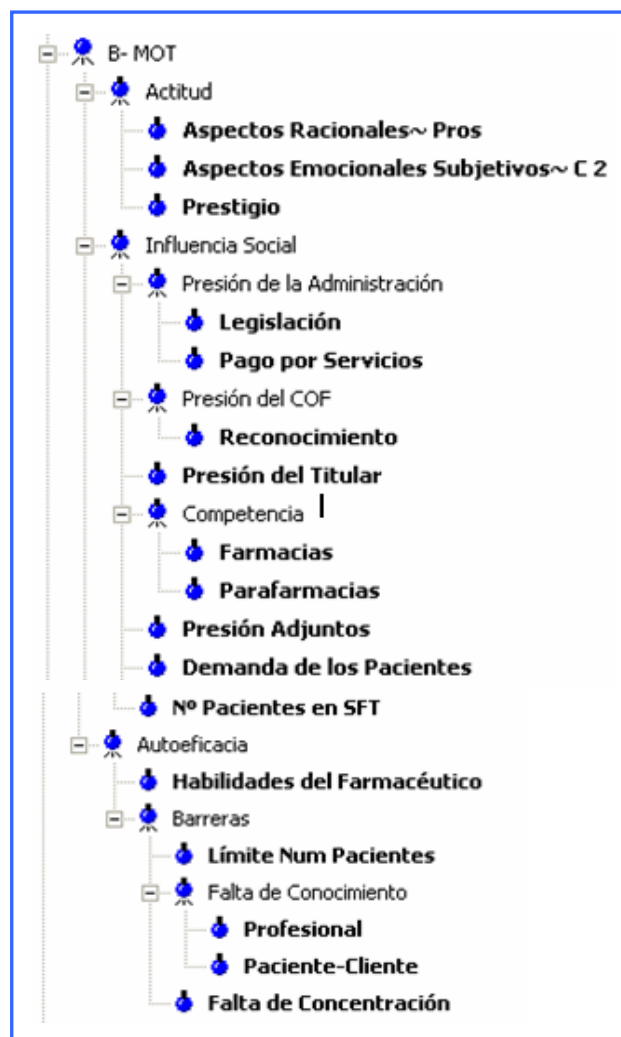 B- MOT
Actitud
Aspectos Racionales~ Pros
Aspectos Emocionales Subjetivos~ C 2
Prestigio
Influencia Social
Presión de la Administración
Legislación
Pago por Servicios
Presión del COF
Reconocimiento
Presión del Titular
Competencia
Farmacias
Parafarmacias
Presión Adjuntos
Demanda de los Pacientes
Nº Pacientes en SFT
Autoeficacia
Habilidades del Farmacéutico
Barreras
Límite Num Pacientes
Falta de Conocimiento
Profesional
Paciente-Cliente
Falta de Concentración